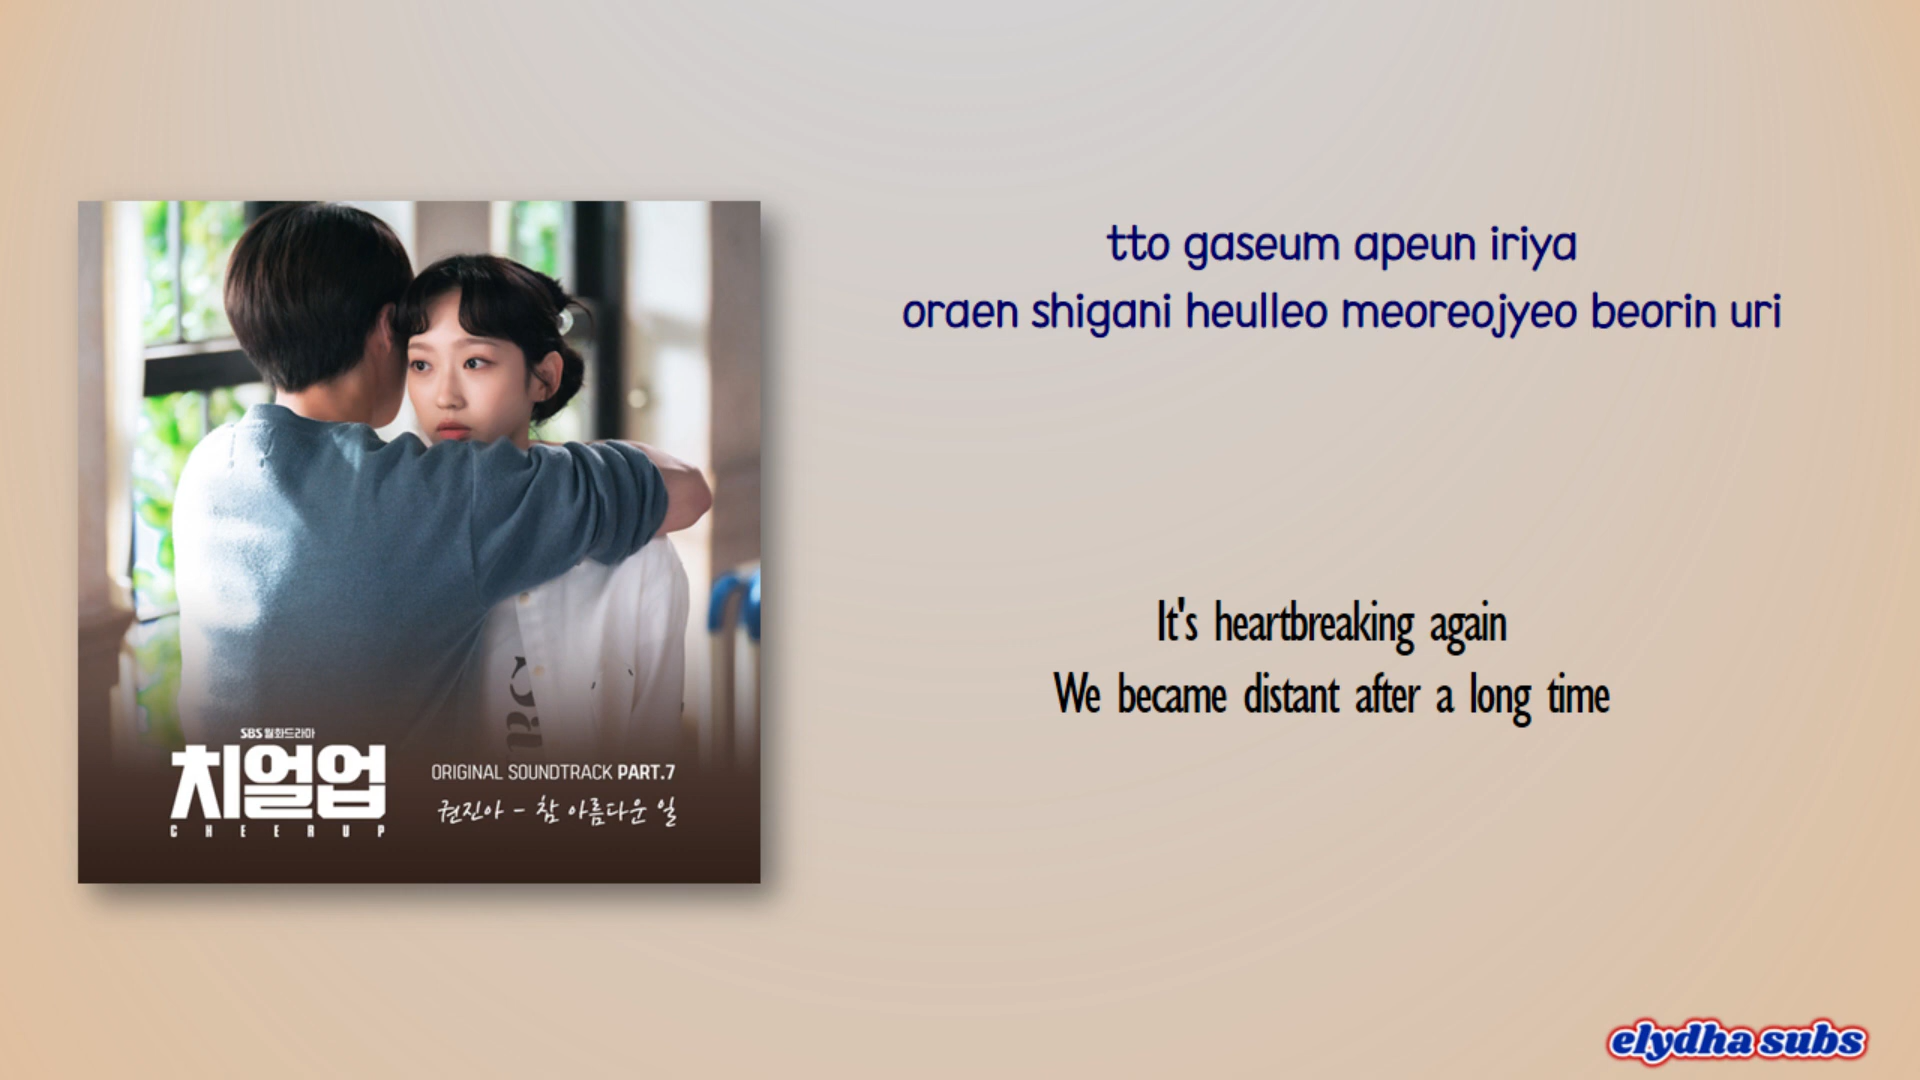 tto gaseum apeun iriya
oraen shigani heulleo meoreojyeo beorin uri
It's heartbreaking again
We became distant after a long time
SBS 월화드라마
치얼업
CHEERUP
ORIGINAL SOUNDTRACK PART.7
권진아 - 참 아름다운 일
elydha subs